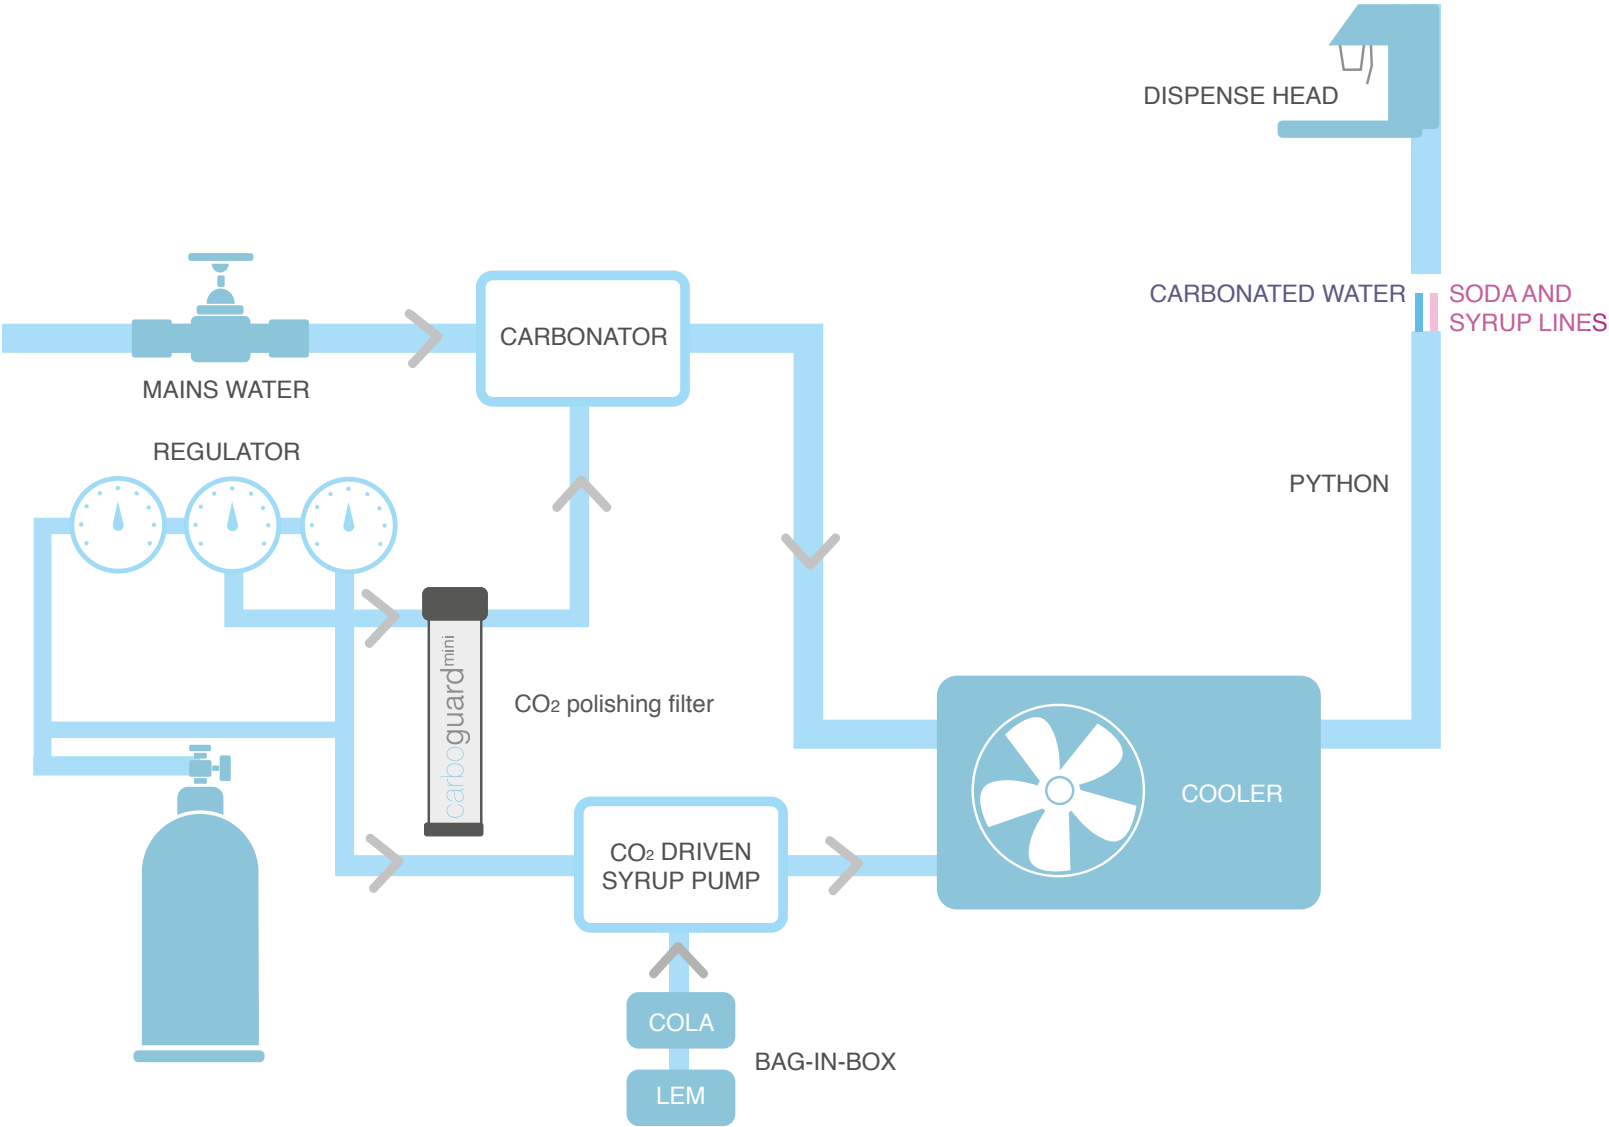 DISPENSE HEAD
CARBONATED WATER
SODA AND
SYRUP LINES
CARBONATOR
MAINS WATER
REGULATOR
PYTHON
carboguardmini
CO2 polishing filter
COOLER
CO2 DRIVEN
SYRUP PUMP
COLA
BAG-IN-BOX
LEM